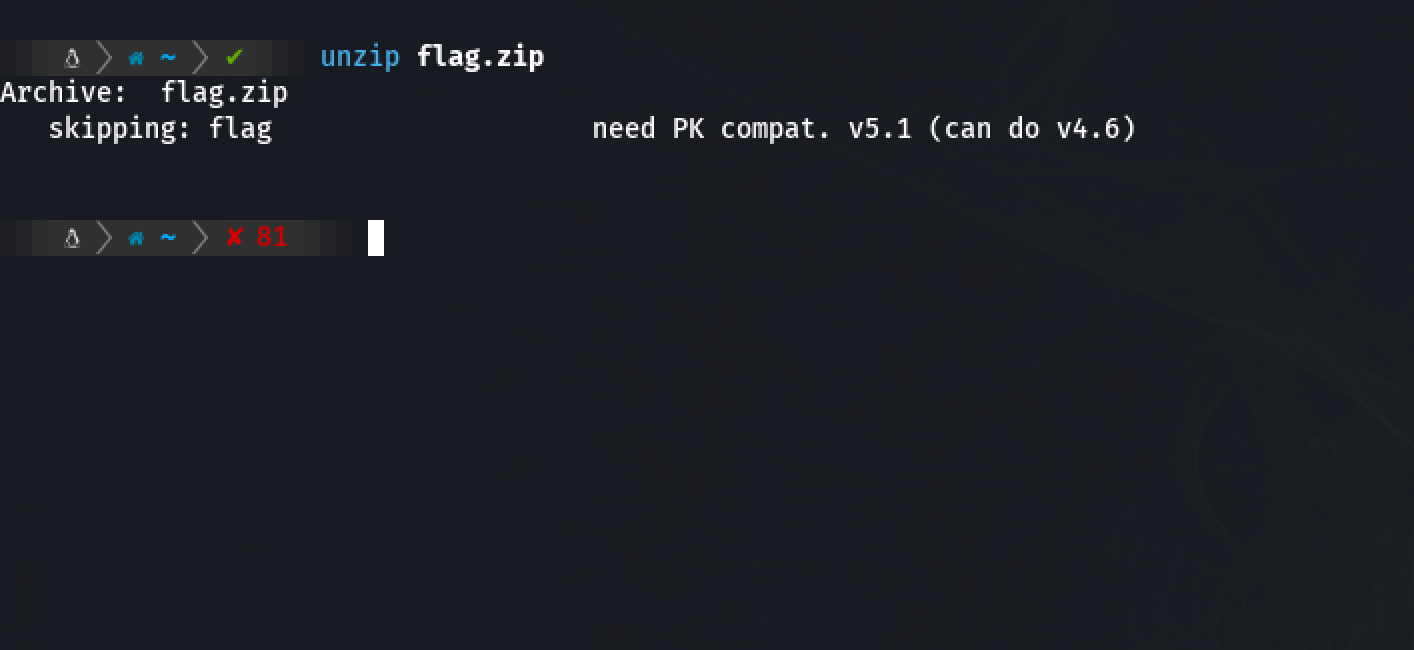 ~ ✔ unzip flag.zip
Archive:  flag.zip
   skipping: flag                    need PK compat. v5.1 (can do v4.6)
~ ✘ 81